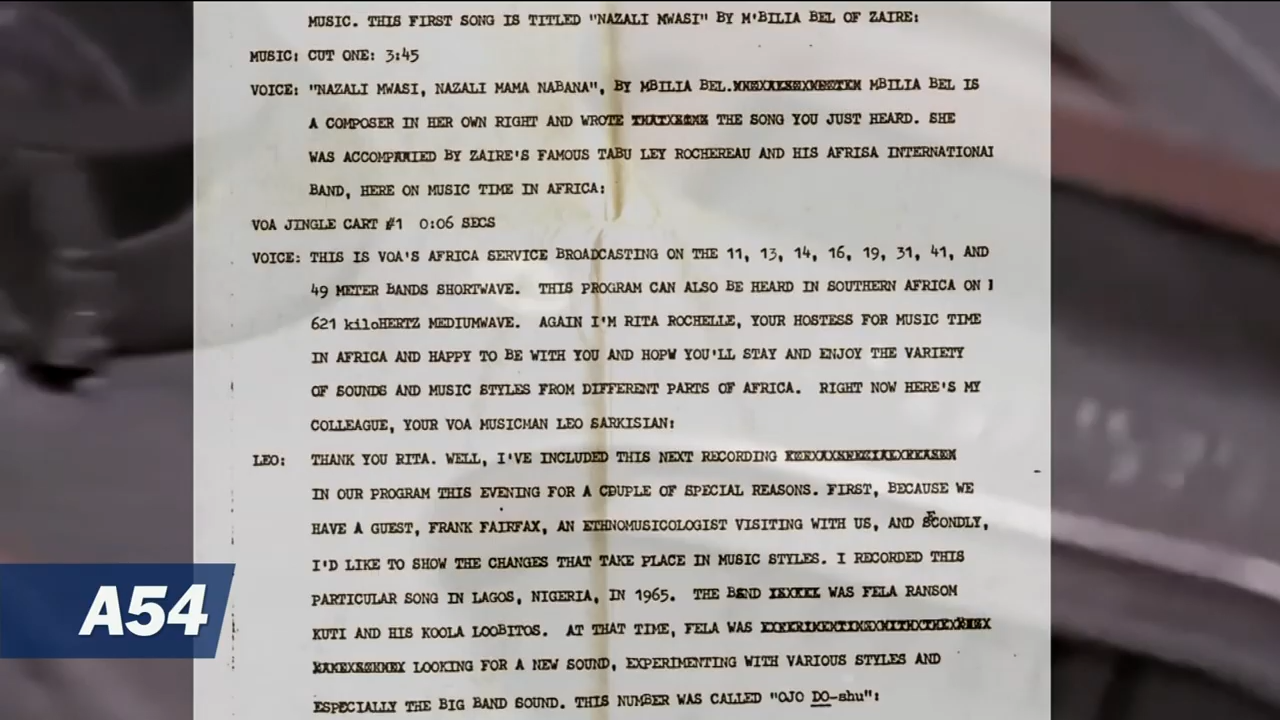 MUSIC. THIS FIRST SONG IS TITLED "NAZALI MWASI" BY M'BILIA BEL OF ZAIRE:
MUSIC: CUT ONE: 3:45
VOICE: "NAZALI MWASI, NAZALI MAMA NABANA", BY MBILIA BEL. MBILIA BEL IS
A COMPOSER IN HER OWN RIGHT AND WROTE THE SONG YOU JUST HEARD. SHE
WAS ACCOMPANIED BY ZAIRE'S FAMOUS TABU LEY ROCHEREAU AND HIS AFRISA INTERNATIONAL
BAND, HERE ON MUSIC TIME IN AFRICA:
VOA JINGLE CART #1 0:06 SECS
VOICE: THIS IS VOA'S AFRICA SERVICE BROADCASTING ON THE 11, 13, 14, 16, 19, 31, 41, AND
49 METER BANDS SHORTWAVE. THIS PROGRAM CAN ALSO BE HEARD IN SOUTHERN AFRICA ON 1
621 kiloHERTZ MEDIUMWAVE. AGAIN I'M RITA ROCHELLE, YOUR HOSTESS FOR MUSIC TIME
IN AFRICA AND HAPPY TO BE WITH YOU AND HOPW YOU'LL STAY AND ENJOY THE VARIETY
OF SOUNDS AND MUSIC STYLES FROM DIFFERENT PARTS OF AFRICA. RIGHT NOW HERE'S MY
COLLEAGUE, YOUR VOA MUSICMAN LEO SARKISIAN:
LEO: THANK YOU RITA. WELL, I'VE INCLUDED THIS NEXT RECORDING
IN OUR PROGRAM THIS EVENING FOR A COUPLE OF SPECIAL REASONS. FIRST, BECAUSE WE
HAVE A GUEST, FRANK FAIRFAX, AN ETHNOMUSICOLOGIST VISITING WITH US, AND SECONDLY,
I'D LIKE TO SHOW THE CHANGES THAT TAKE PLACE IN MUSIC STYLES. I RECORDED THIS
PARTICULAR SONG IN LAGOS, NIGERIA, IN 1965. THE BAND WAS FELA RANSOM
KUTI AND HIS KOOLA LOOBITOS. AT THAT TIME, FELA WAS
LOOKING FOR A NEW SOUND, EXPERIMENTING WITH VARIOUS STYLES AND
ESPECIALLY THE BIG BAND SOUND. THIS NUMBER WAS CALLED "OJO DO-shu":
A54